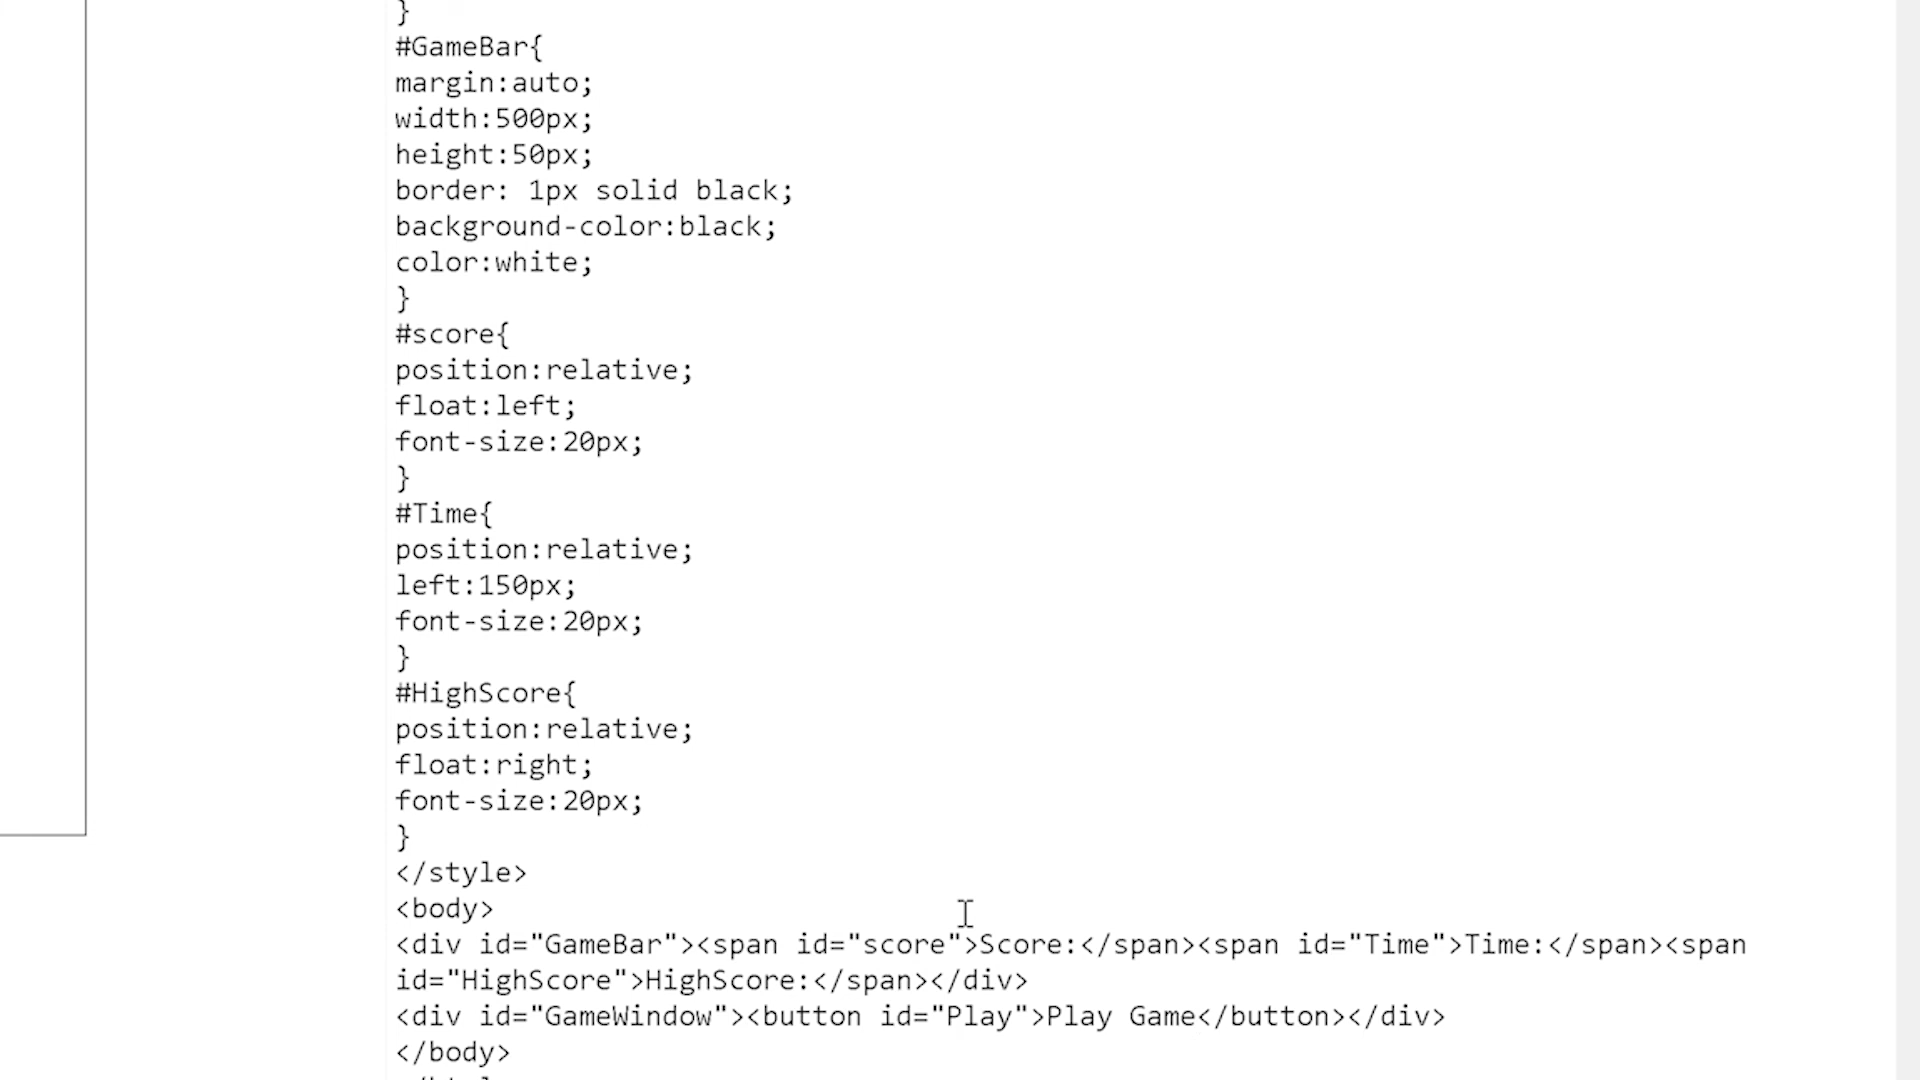 }
#GameBar{
margin:auto;
width:500px;
height:50px;
border: 1px solid black;
background-color:black;
color:white;
}
#score{
position:relative;
float:left;
font-size:20px;
}
#Time{
position:relative;
left:150px;
font-size:20px;
}
#HighScore{
position:relative;
float:right;
font-size:20px;
}
</style>
<body>
<div id="GameBar"><span id="score">Score:</span><span id="Time">Time:</span><span
id="HighScore">HighScore:</span></div>
<div id="GameWindow"><button id="Play">Play Game</button></div>
</body>